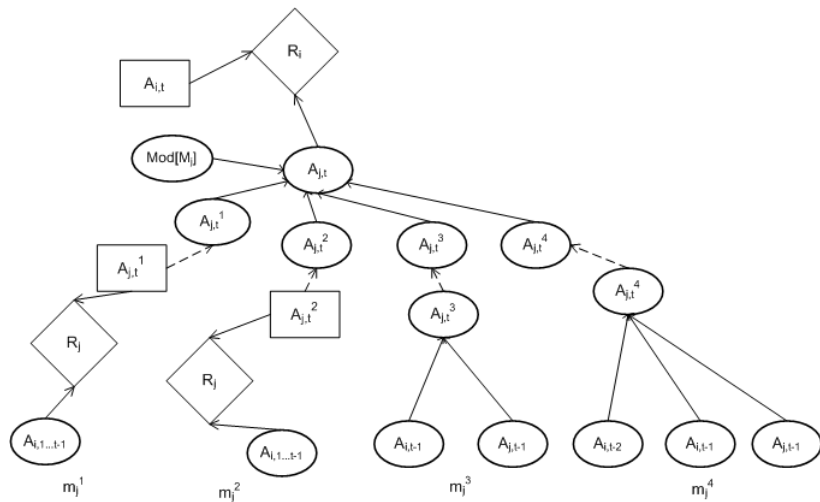 R_i
A_{i,t}
Mod[M_j]
A_{j,t}
A_{j,t}^1
A_{j,t}^2
A_{j,t}^3
A_{j,t}^4
A_{j,t}^1
A_{j,t}^2
A_{j,t}^3
A_{j,t}^4
R_j
R_j
A_{i,1...t-1}
A_{i,1...t-1}
A_{i,t-1}
A_{j,t-1}
A_{i,t-2}
A_{i,t-1}
A_{j,t-1}
m_j^1
m_j^2
m_j^3
m_j^4